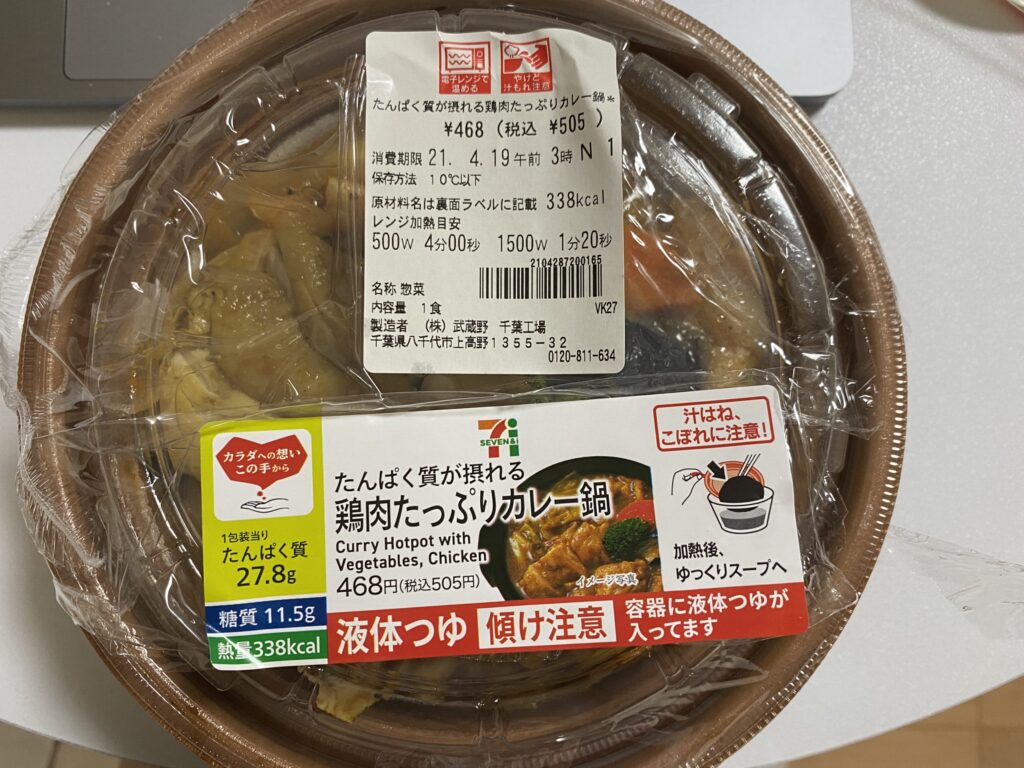 電子レンジで
温める
やけど
汁もれ注意
たんぱく質が摂れる鶏肉たっぷりカレー鍋*
¥468 (税込 ¥505 )
消費期限 21. 4.19午前 3時 N 1
保存方法 10℃以下
原材料名は裏面ラベルに記載 338kcal
レンジ加熱目安
500W 4分00秒 1500W 1分20秒
2104287200165
名称 惣菜
内容量 1食 VK27
製造者 (株) 武蔵野 千葉工場
千葉県八千代市上高野1355-32
0120-811-634
カラダへの想い
この手から
1包装当り
たんぱく質
27.8g
糖質 11.5g
熱量338kcal
SEVEN&i
たんぱく質が摂れる
鶏肉たっぷりカレー鍋
Curry Hotpot with
Vegetables, Chicken
468円(税込505円)
イメージ写真
汁はね、
こぼれに注意!
加熱後、
ゆっくりスープへ
液体つゆ 傾け注意 容器に液体つゆが
入ってます